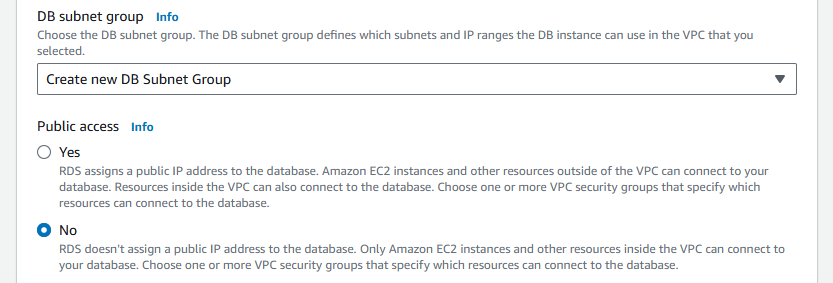 DB subnet group Info
Choose the DB subnet group. The DB subnet group defines which subnets and IP ranges the DB instance can use in the VPC that you
selected.
Create new DB Subnet Group
Public access Info
Yes
RDS assigns a public IP address to the database. Amazon EC2 instances and other resources outside of the VPC can connect to your
database. Resources inside the VPC can also connect to the database. Choose one or more VPC security groups that specify which
resources can connect to the database.
No
RDS doesn't assign a public IP address to the database. Only Amazon EC2 instances and other resources inside the VPC can connect to
your database. Choose one or more VPC security groups that specify which resources can connect to the database.